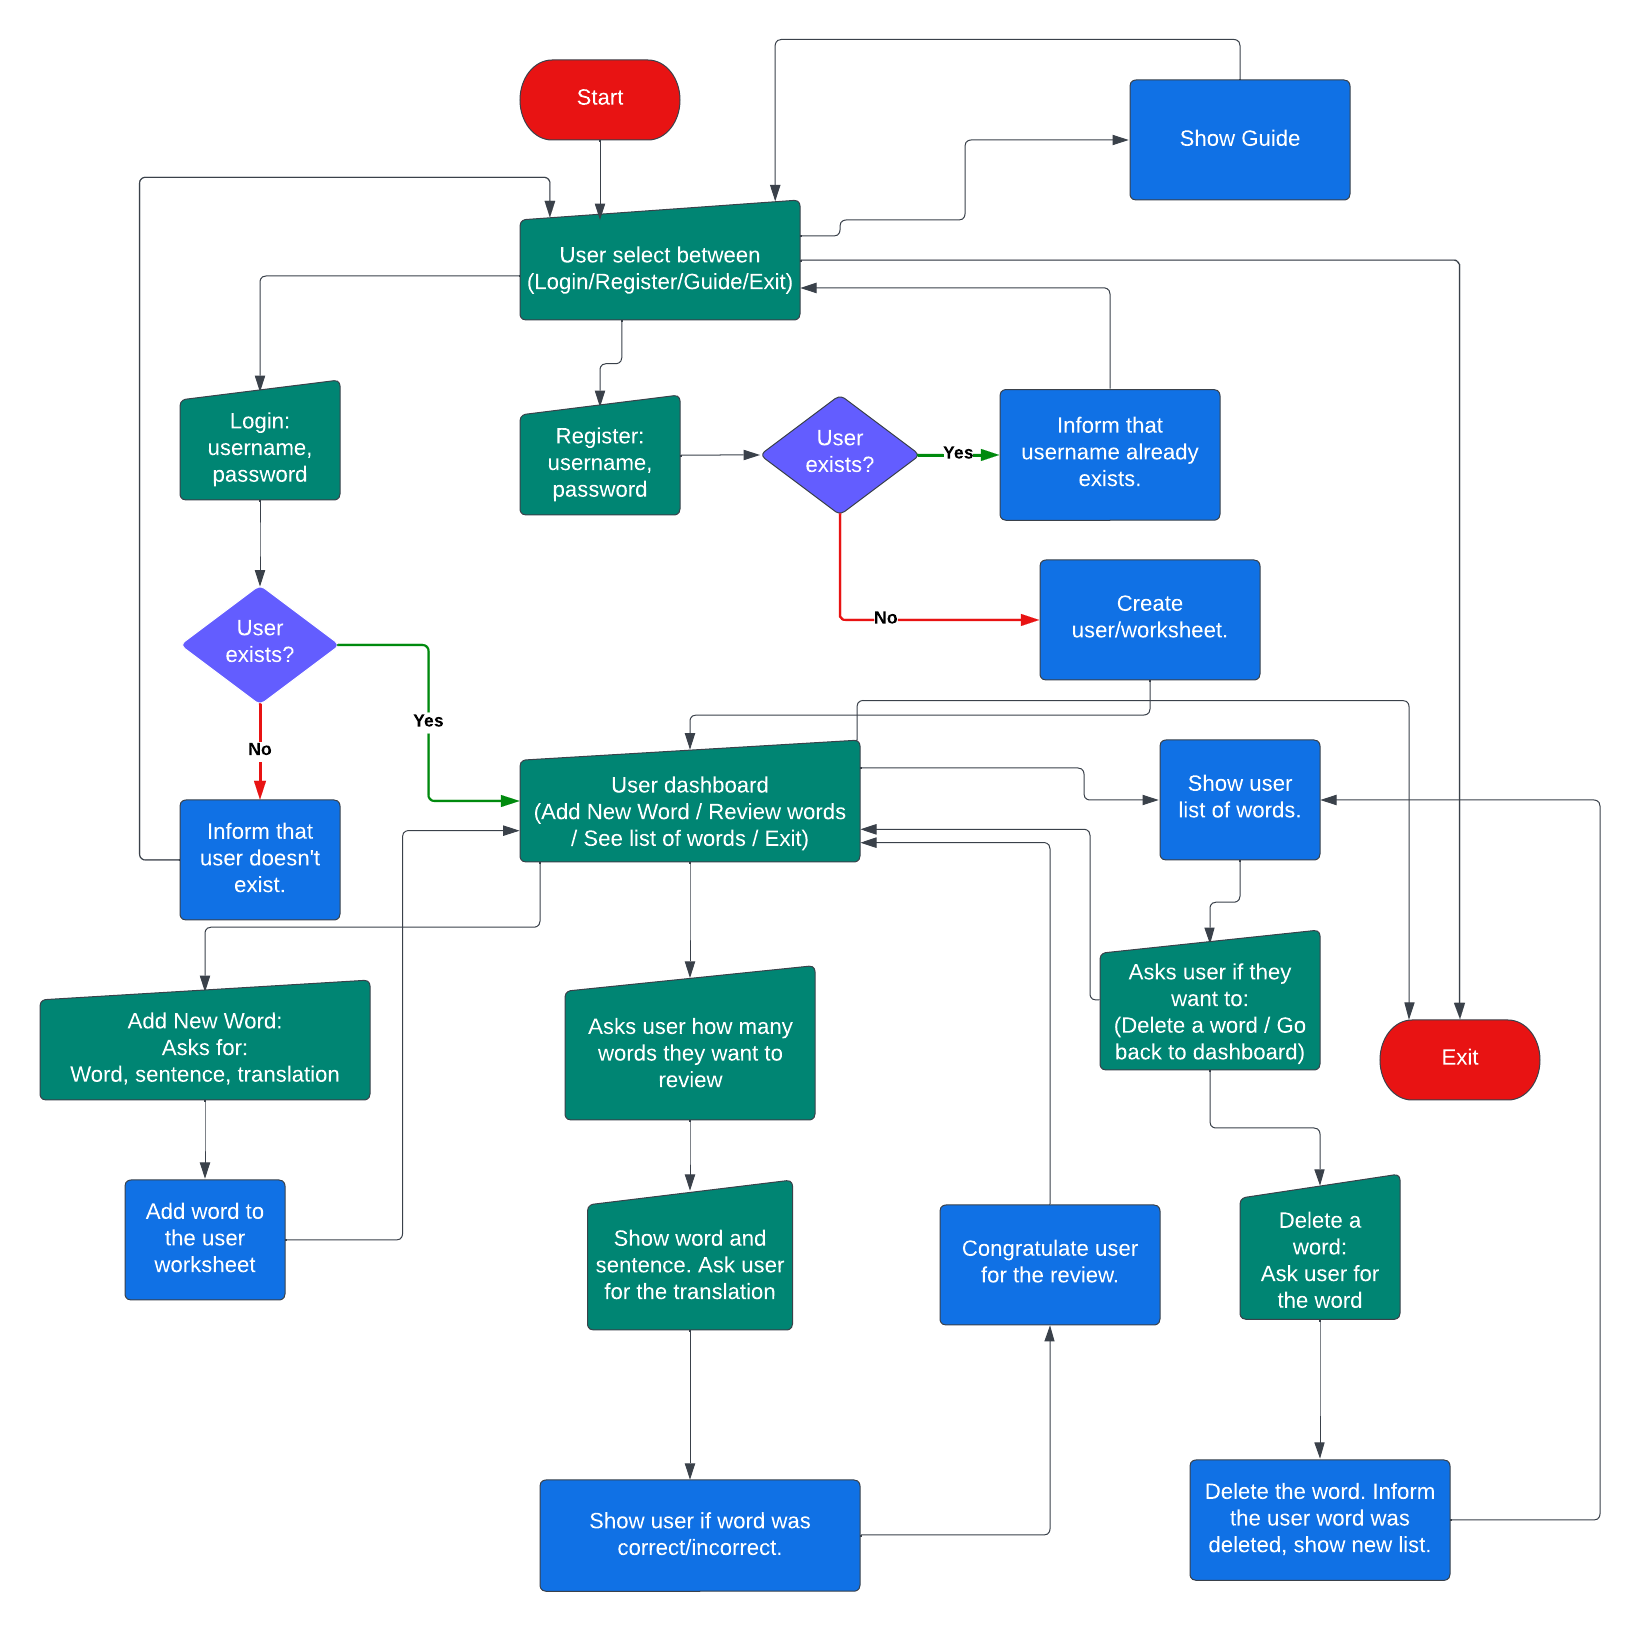 Start
Show Guide
User select between
(Login/Register/Guide/Exit)
Login:
username,
password
Register:
username,
password
User
exists?
Yes
Inform that
username already
exists.
No
Create
user/worksheet.
User
exists?
Yes
No
Inform that
user doesn't
exist.
User dashboard
(Add New Word / Review words
/ See list of words / Exit)
Show user
list of words.
Add New Word:
Asks for:
Word, sentence, translation
Asks user how many
words they want to
review
Asks user if they
want to:
(Delete a word / Go
back to dashboard)
Exit
Add word to
the user
worksheet
Show word and
sentence. Ask user
for the translation
Congratulate user
for the review.
Delete a
word:
Ask user for
the word
Show user if word was
correct/incorrect.
Delete the word. Inform
the user word was
deleted, show new list.